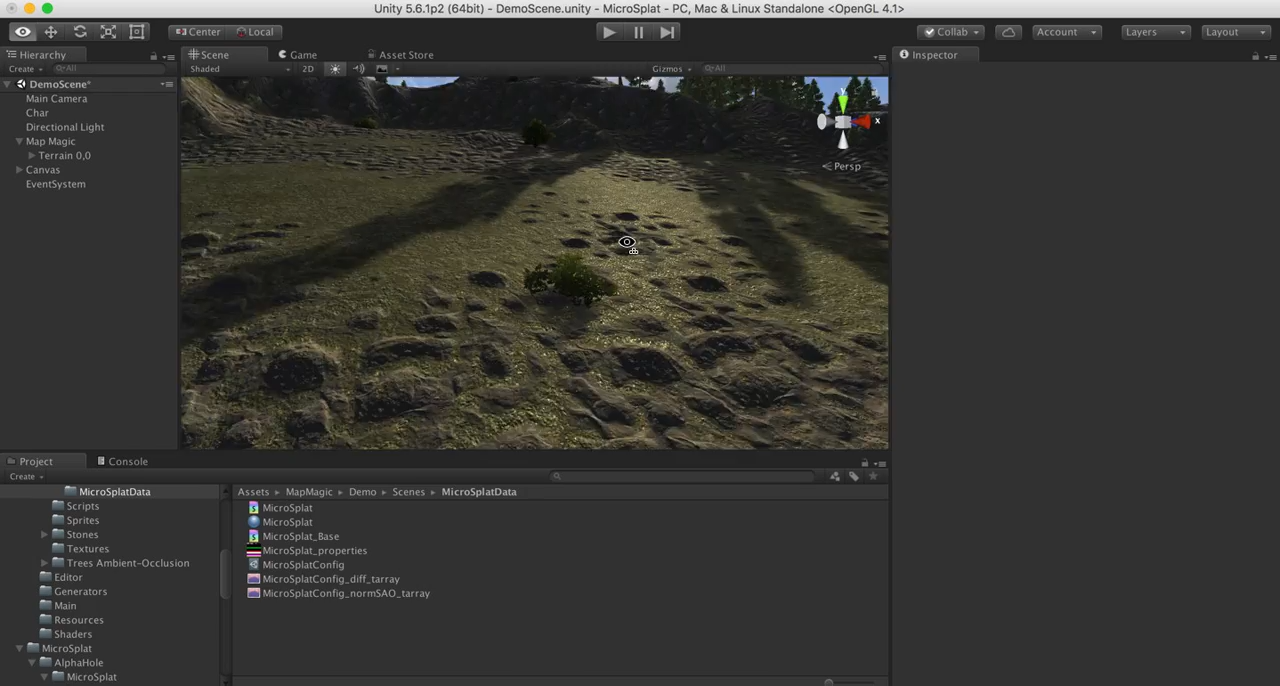 Unity 5.6.1p2 (64bit) - DemoScene.unity - MicroSplat - PC, Mac & Linux Standalone <OpenGL 4.1>
Center Local Collab Account Layers Layout
Hierarchy Scene Game Asset Store Inspector
Create All Shaded 2D Gizmos All
DemoScene*
Main Camera
Char
Directional Light
Map Magic
Terrain 0,0
Canvas
EventSystem
y
x
Persp
Project Console
Create
MicroSplatData
Scripts
Sprites
Stones
Textures
Trees Ambient-Occlusion
Editor
Generators
Main
Resources
Shaders
MicroSplat
AlphaHole
MicroSplat
Assets MapMagic Demo Scenes MicroSplatData
MicroSplat
MicroSplat
MicroSplat_Base
MicroSplat_properties
MicroSplatConfig
MicroSplatConfig_diff_tarray
MicroSplatConfig_normSAO_tarray